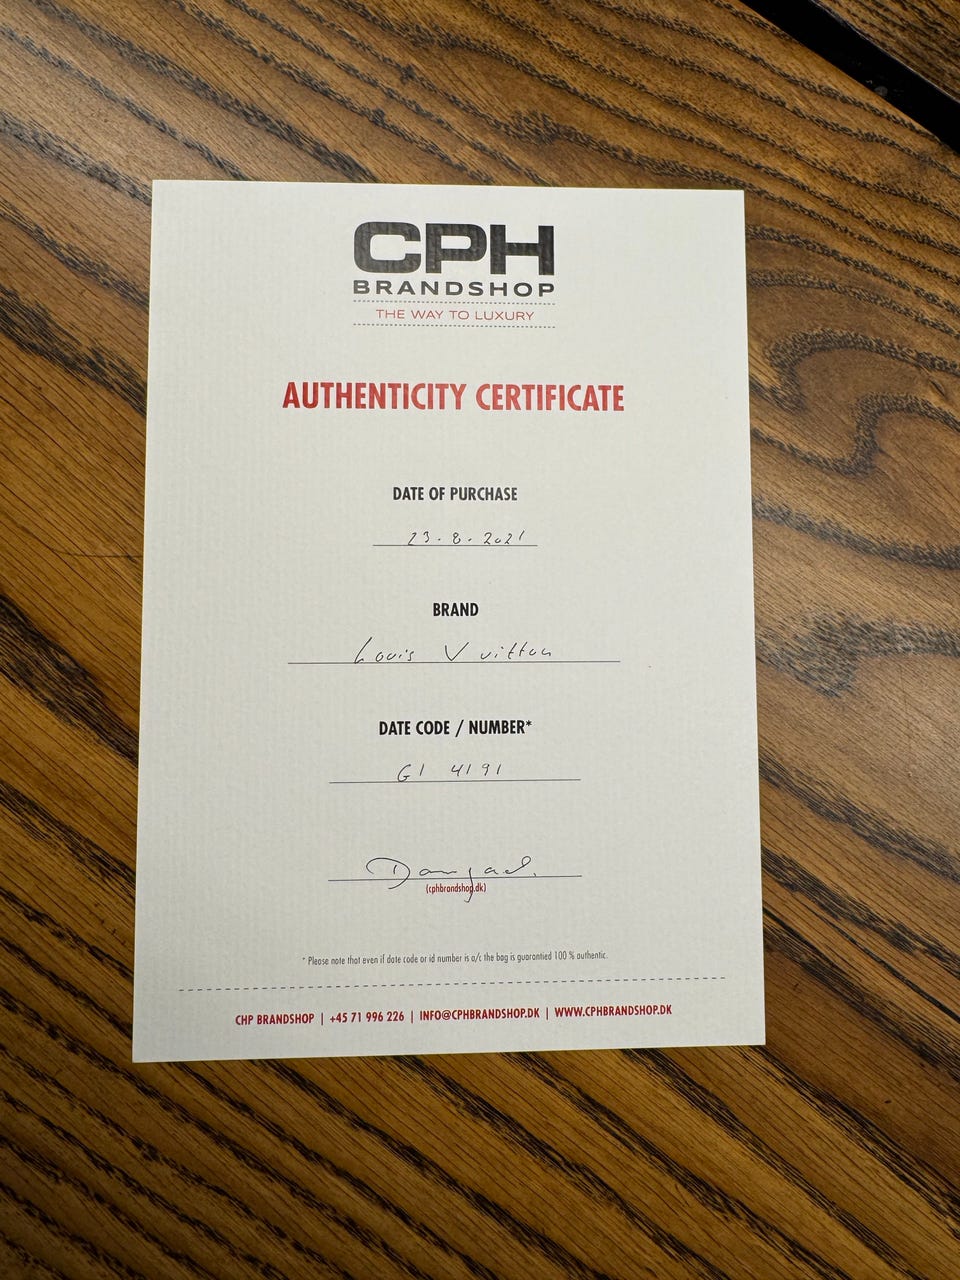 CPH
BRANDSHOP
THE WAY TO LUXURY
AUTHENTICITY CERTIFICATE
DATE OF PURCHASE
23-8-2021
BRAND
Louis Vuitton
DATE CODE / NUMBER*
GI 4191
(cphbrandshop.dk)
* Please note that even if date code or id number is a/c the bag is guarantied 100 % authentic.
CHP BRANDSHOP | +45 71 996 226 | INFO@CPHBRANDSHOP.DK | WWW.CPHBRANDSHOP.DK